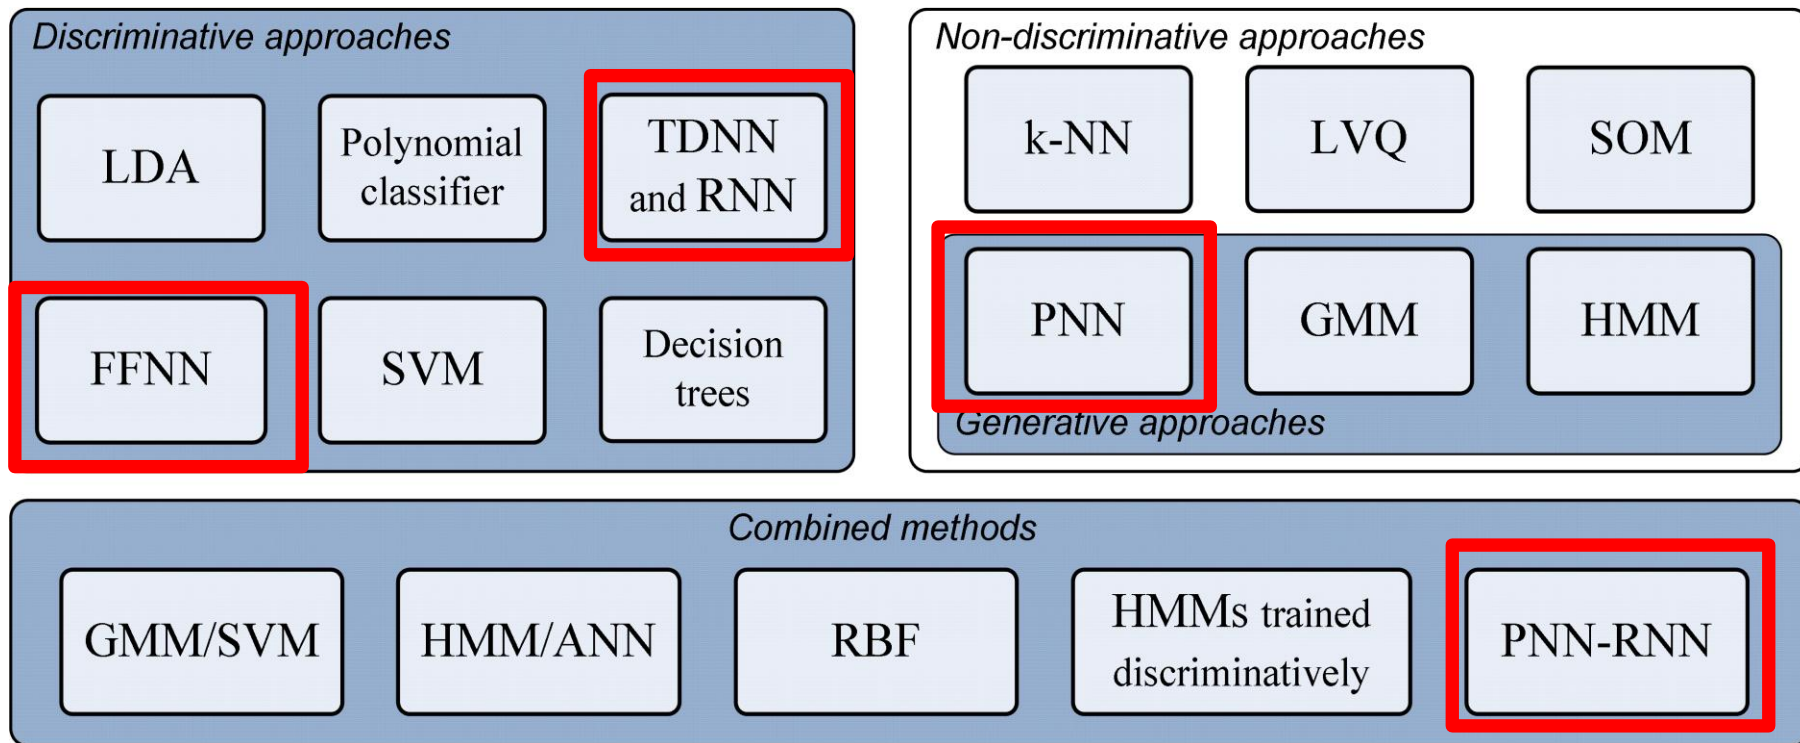 Discriminative approaches
LDA
Polynomial
classifier
TDNN
and RNN
FFNN
SVM
Decision
trees
Non-discriminative approaches
k-NN
LVQ
SOM
PNN
GMM
HMM
Generative approaches
Combined methods
GMM/SVM
HMM/ANN
RBF
HMMs trained
discriminatively
PNN-RNN